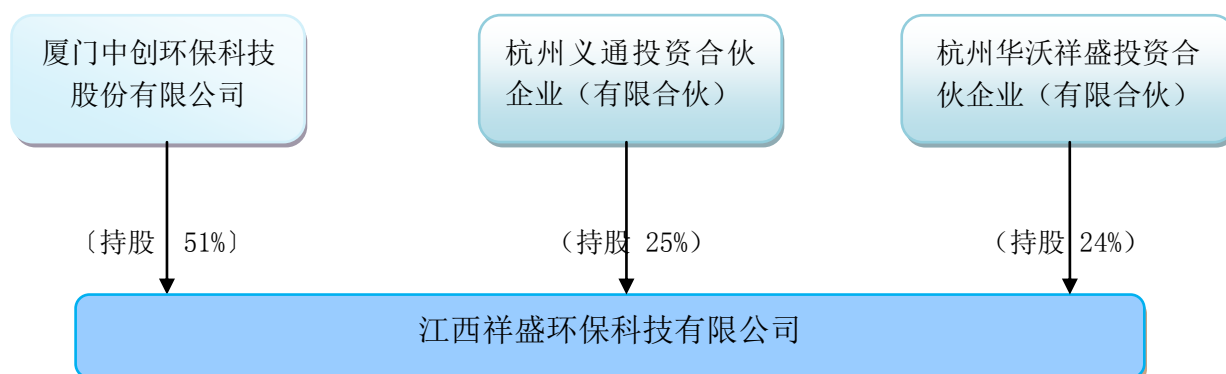 厦门中创环保科技
股份有限公司
杭州义通投资合伙
企业（有限合伙）
杭州华沃祥盛投资合
伙企业（有限合伙）
〔持股 51%〕
（持股 25%）
（持股 24%）
江西祥盛环保科技有限公司